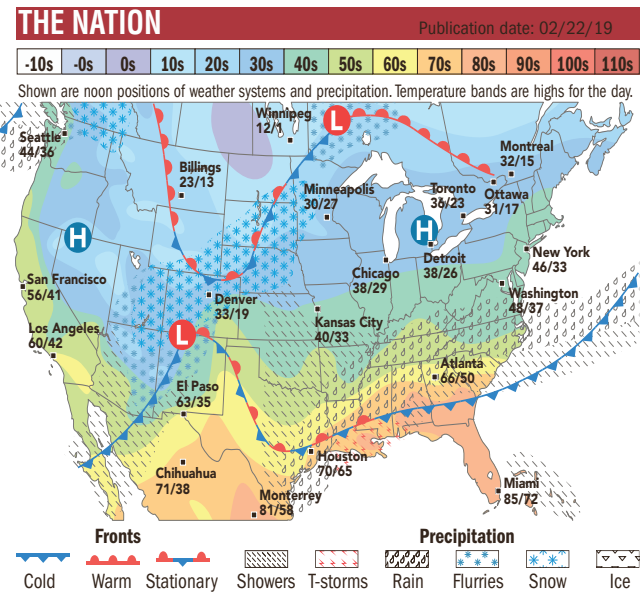 THE NATION
Publication date: 02/22/19
-10s -0s 0s 10s 20s 30s 40s 50s 60s 70s 80s 90s 100s 110s
Shown are noon positions of weather systems and precipitation. Temperature bands are highs for the day.
Winnipeg
12/1
L
Seattle
44/36
Montreal
32/15
Billings
23/13
Minneapolis
30/27
Toronto
36/23
Ottawa
31/17
H
H
New York
46/33
Detroit
38/26
Chicago
38/29
San Francisco
56/41
Denver
33/19
Washington
48/37
Kansas City
40/33
Los Angeles
60/42
L
Atlanta
66/50
El Paso
63/35
Houston
70/65
Chihuahua
71/38
Miami
85/72
Monterrey
81/58
Fronts
Precipitation
Cold Warm Stationary Showers T-storms Rain Flurries Snow Ice